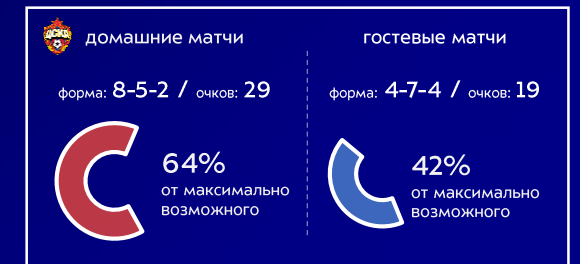 ЦСКА
домашние матчи
форма: 8-5-2 / очков: 29
64%
от максимально
возможного
гостевые матчи
форма: 4-7-4 / очков: 19
42%
от максимально
возможного